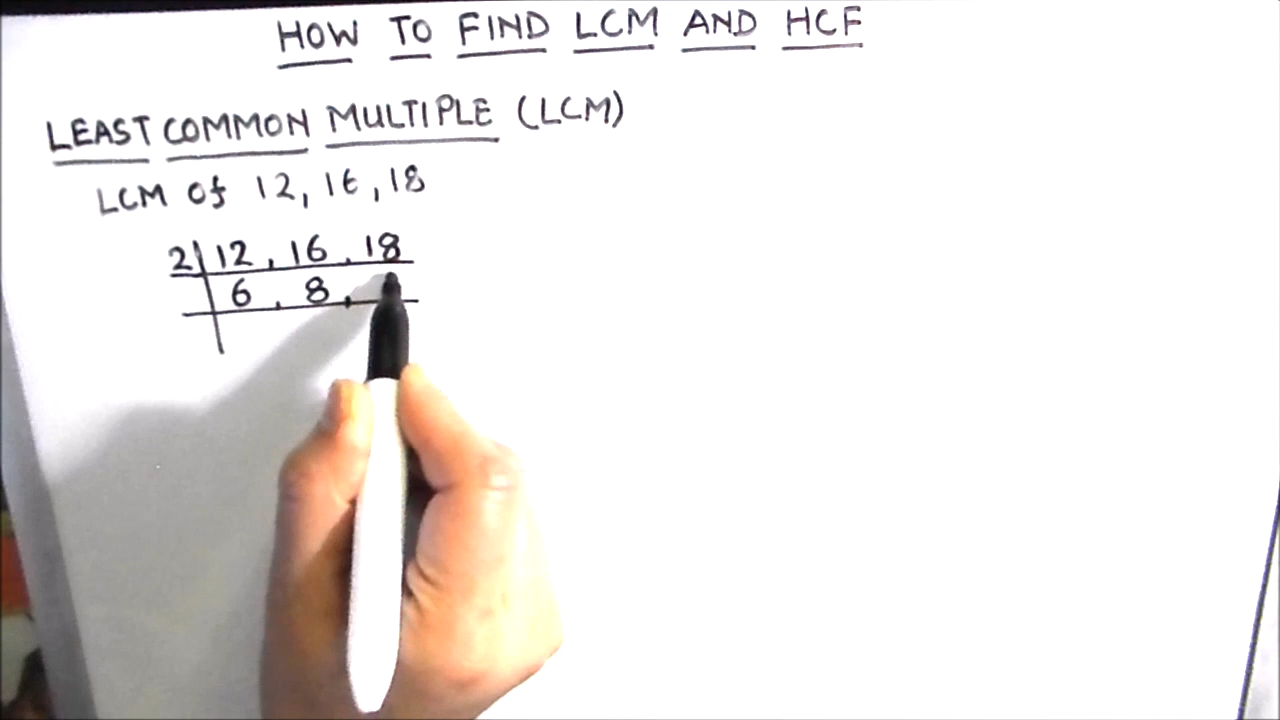 HOW TO FIND LCM AND HCF
LEAST COMMON MULTIPLE (LCM)
LCM Of 12, 16, 18
2 12, 16, 18
6, 8,